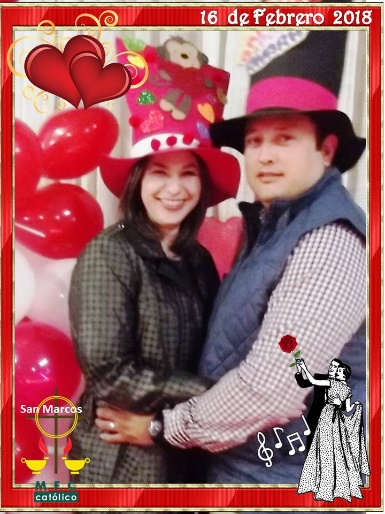 16 de Febrero 2018
San Marcos
M F C
católico